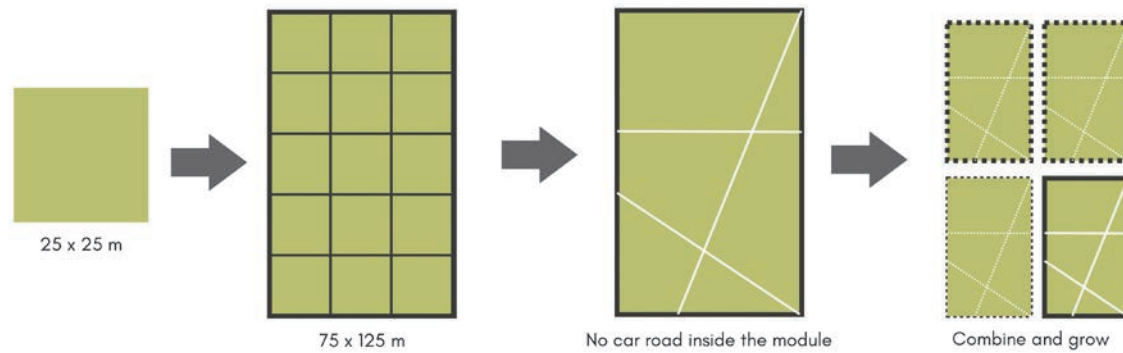 25 x 25 m
75 x 125 m
No car road inside the module
Combine and grow